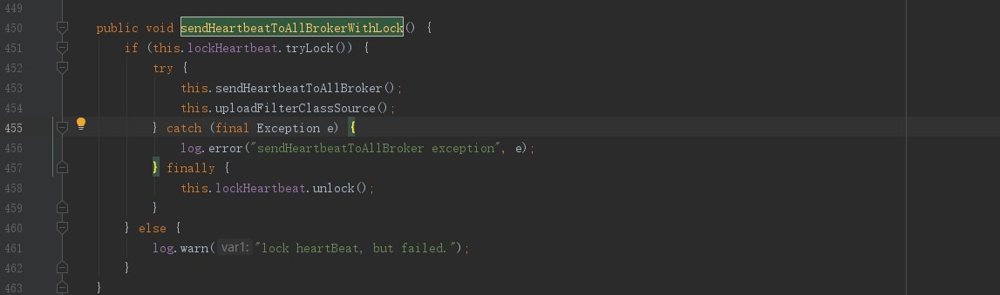 449
450 public void sendHeartbeatToAllBrokerWithLock() {
451 if (this.lockHeartbeat.tryLock()) {
452 try {
453 this.sendHeartbeatToAllBroker();
454 this.uploadFilterClassSource();
455 } catch (final Exception e) {
456 log.error("sendHeartbeatToAllBroker exception", e);
457 } finally {
458 this.lockHeartbeat.unlock();
459 }
460 } else {
461 log.warn( var1: "lock heartBeat, but failed.");
462 }
463 }